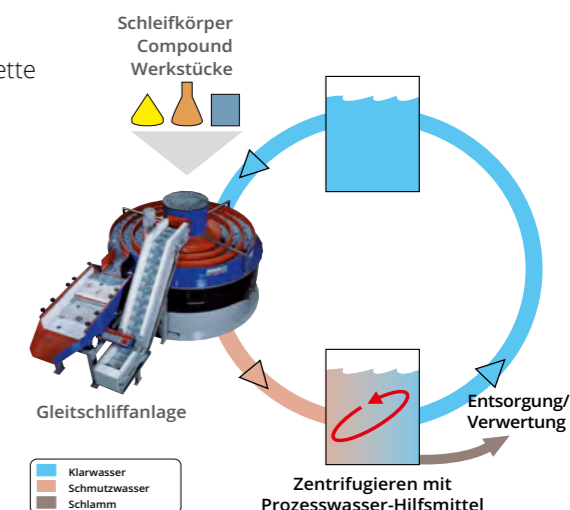 Schleifkörper
Compound
Werkstücke
ette
Gleitschliffanlage
Entsorgung/
Verwertung
Klarwasser
Schmutzwasser
Schlamm
Zentrifugieren mit
Prozesswasser-Hilfsmittel